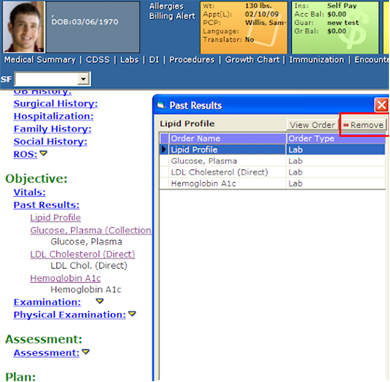 Allergies
Billing Alert
DOB:03/06/1970
Wt: 130 lbs.
Appt(L): 02/10/09
PCP: Willis, Sam
Language:
Translator: No
Ins: Self Pay
Acc Bal: $0.00
Guar: new test
Gr Bal: $0.00
Medical Summary | CDSS | Labs | DI | Procedures | Growth Chart | Immunization | Encounte
SF
OB History:
Surgical History:
Hospitalization:
Family History:
Social History:
ROS:
Objective:
Vitals:
Past Results:
Lipid Profile
Glucose, Plasma (Collection
Glucose, Plasma
LDL Cholesterol (Direct)
LDL Chol. (Direct)
Hemoglobin A1c
Hemoglobin A1c
Examination:
Physical Examination:
Assessment:
Assessment:
Plan:
Past Results
Lipid Profile View Order Remove
Order Name Order Type
Lipid Profile Lab
Glucose, Plasma Lab
LDL Cholesterol (Direct) Lab
Hemoglobin A1c Lab